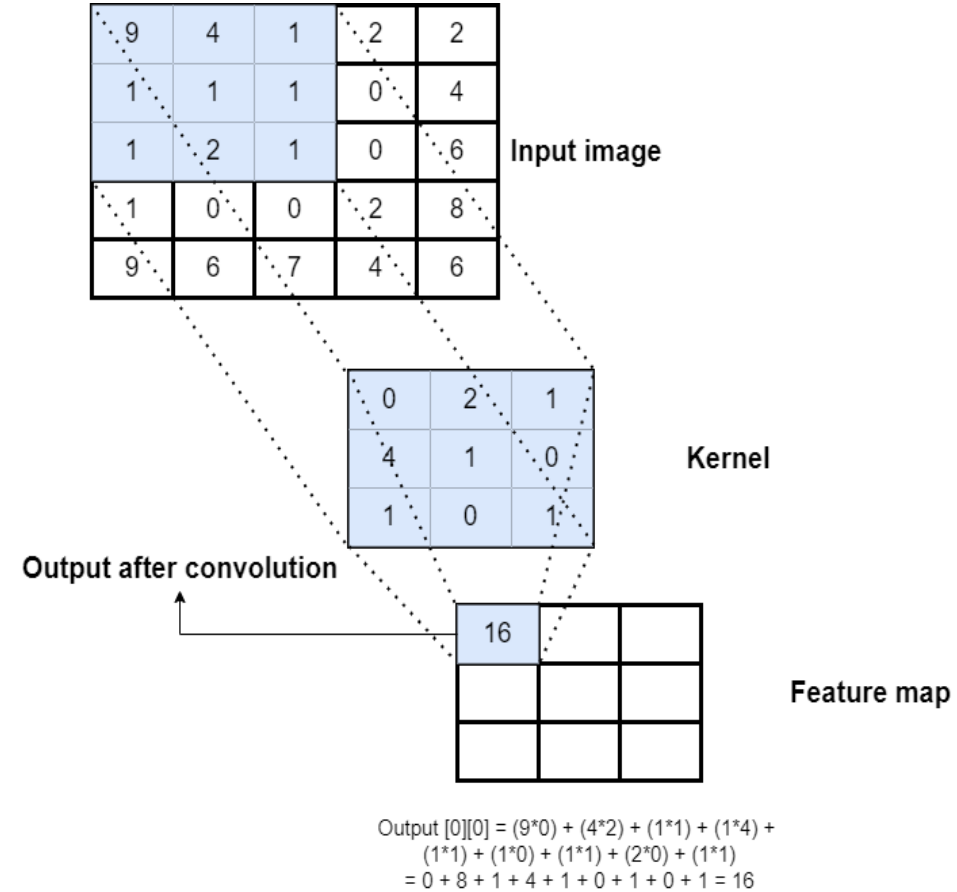 9 4 1 2 2
1 1 1 0 4
1 2 1 0 6
Input image
1 0 0 2 8
9 6 7 4 6
0 2 1
4 1 0
Kernel
1 0 1
Output after convolution
16
Feature map
Output [0][0] = (9*0) + (4*2) + (1*1) + (1*4) +
(1*1) + (1*0) + (1*1) + (2*0) + (1*1)
= 0 + 8 + 1 + 4 + 1 + 0 + 1 + 0 + 1 = 16